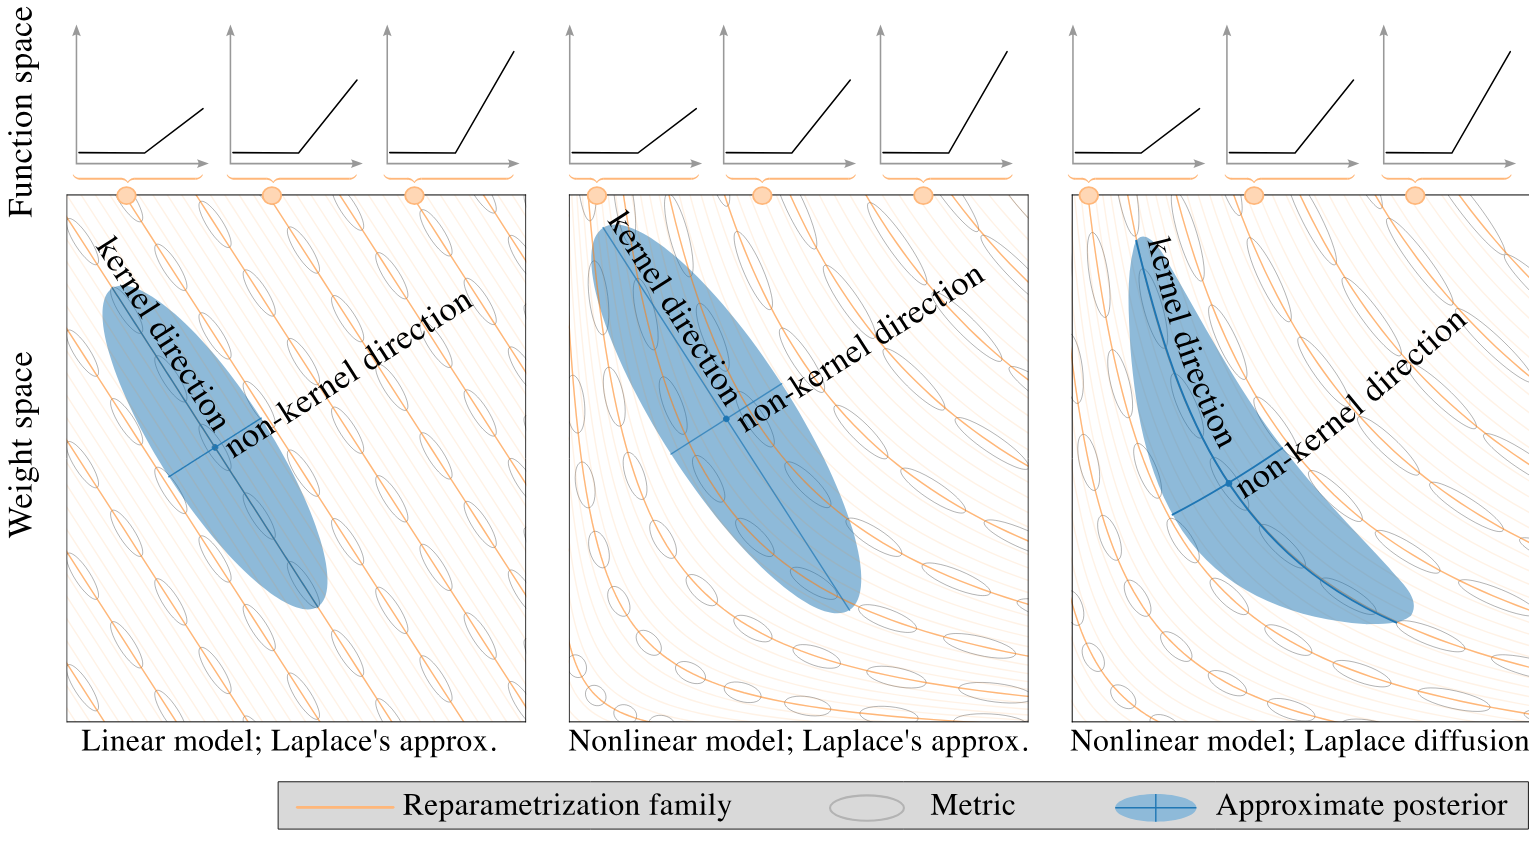 Function space
Weight space
kernel direction
non-kernel direction
kernel direction
non-kernel direction
kernel direction
non-kernel direction
Linear model; Laplace's approx.
Nonlinear model; Laplace's approx.
Nonlinear model; Laplace diffusion
Reparametrization family
Metric
Approximate posterior